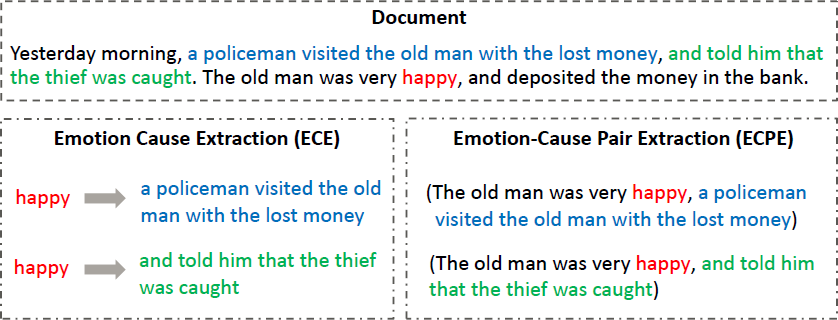 Document
Yesterday morning, a policeman visited the old man with the lost money, and told him that
the thief was caught. The old man was very happy, and deposited the money in the bank.
Emotion Cause Extraction (ECE)
happy
a policeman visited the old
man with the lost money
happy
and told him that the thief
was caught
Emotion-Cause Pair Extraction (ECPE)
(The old man was very happy, a policeman
visited the old man with the lost money)
(The old man was very happy, and told him
that the thief was caught)